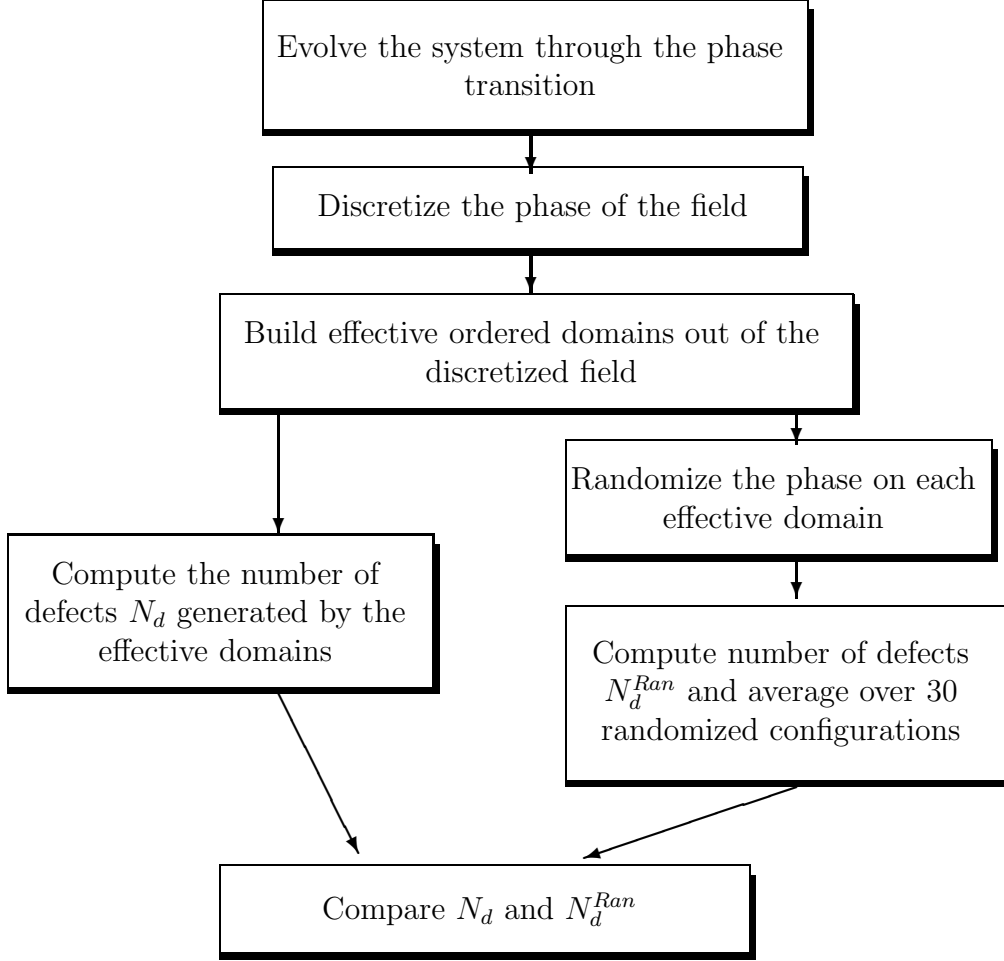 Evolve the system through the phase
transition
Discretize the phase of the field
Build effective ordered domains out of the
discretized field
Randomize the phase on each
effective domain
Compute the number of
defects $N_d$ generated by the
effective domains
Compute number of defects
$N_d^{Ran}$ and average over 30
randomized configurations
Compare $N_d$ and $N_d^{Ran}$